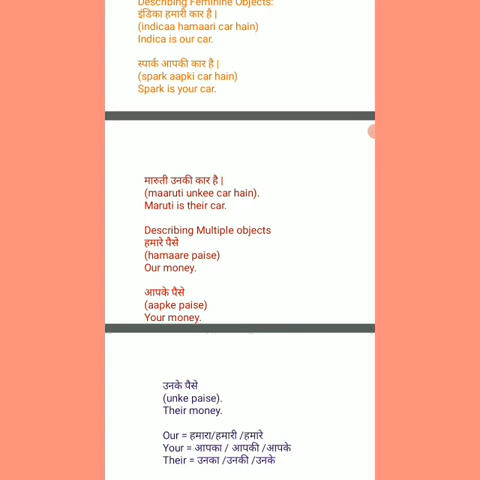 Describing Feminine Objects:
इंडिका हमारी कार है |
(indicaa hamaari car hain)
Indica is our car.
स्पार्क आपकी कार है |
(spark aapki car hain)
Spark is your car.
मारुती उनकी कार है |
(maaruti unkee car hain).
Maruti is their car.
Describing Multiple objects
हमारे पैसे
(hamaare paise)
Our money.
आपके पैसे
(aapke paise)
Your money.
उनके पैसे
(unke paise).
Their money.
Our = हमारा/हमारी /हमारे
Your = आपका / आपकी /आपके
Their = उनका /उनकी /उनके